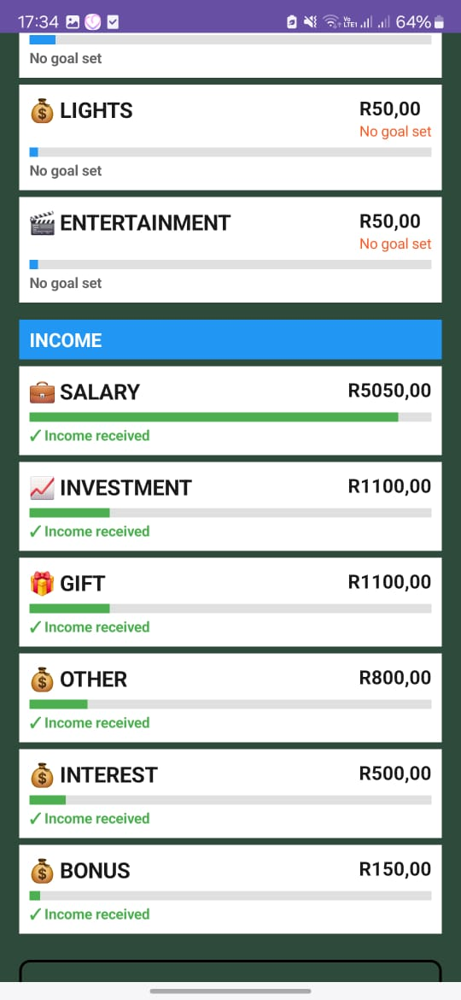 17:34 64%
No goal set
LIGHTS R50,00
No goal set
No goal set
ENTERTAINMENT R50,00
No goal set
No goal set
INCOME
SALARY R5050,00
✓ Income received
INVESTMENT R1100,00
✓ Income received
GIFT R1100,00
✓ Income received
OTHER R800,00
✓ Income received
INTEREST R500,00
✓ Income received
BONUS R150,00
✓ Income received